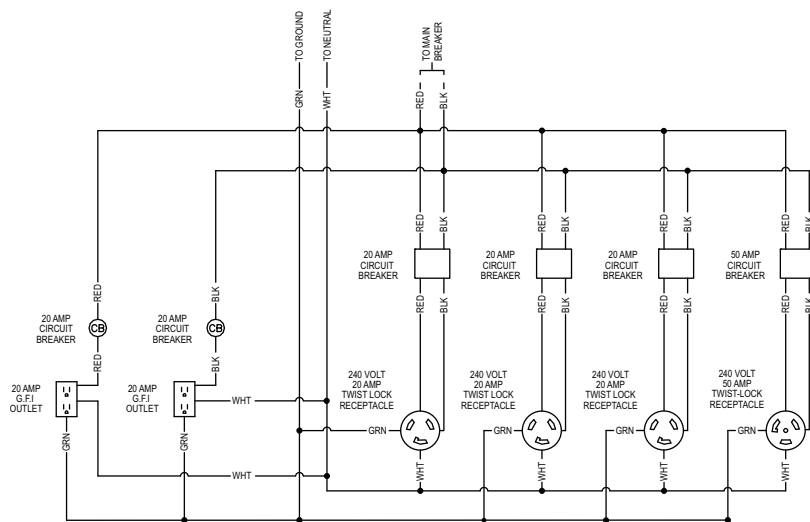 TO GROUND
TO NEUTRAL
TO MAIN
BREAKER
GRN
WHT
RED
BLK
RED
BLK
RED
BLK
RED
BLK
RED
BLK
20 AMP
CIRCUIT
BREAKER
20 AMP
CIRCUIT
BREAKER
20 AMP
CIRCUIT
BREAKER
50 AMP
CIRCUIT
BREAKER
RED
BLK
RED
BLK
RED
BLK
RED
BLK
RED
BLK
20 AMP
CIRCUIT
BREAKER
CB
20 AMP
CIRCUIT
BREAKER
CB
RED
BLK
20 AMP
G.F.I
OUTLET
20 AMP
G.F.I
OUTLET
240 VOLT
20 AMP
TWIST LOCK
RECEPTACLE
240 VOLT
20 AMP
TWIST LOCK
RECEPTACLE
240 VOLT
20 AMP
TWIST LOCK
RECEPTACLE
240 VOLT
50 AMP
TWIST-LOCK
RECEPTACLE
WHT
GRN
GRN
GRN
GRN
GRN
GRN
WHT
WHT
WHT
WHT
WHT